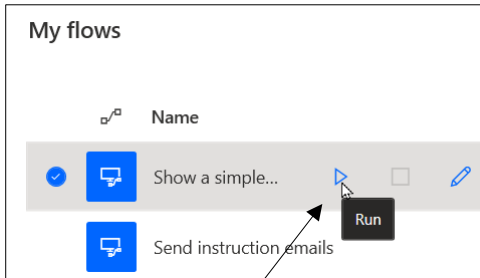 My flows
Name
Show a simple...
Run
Send instruction emails